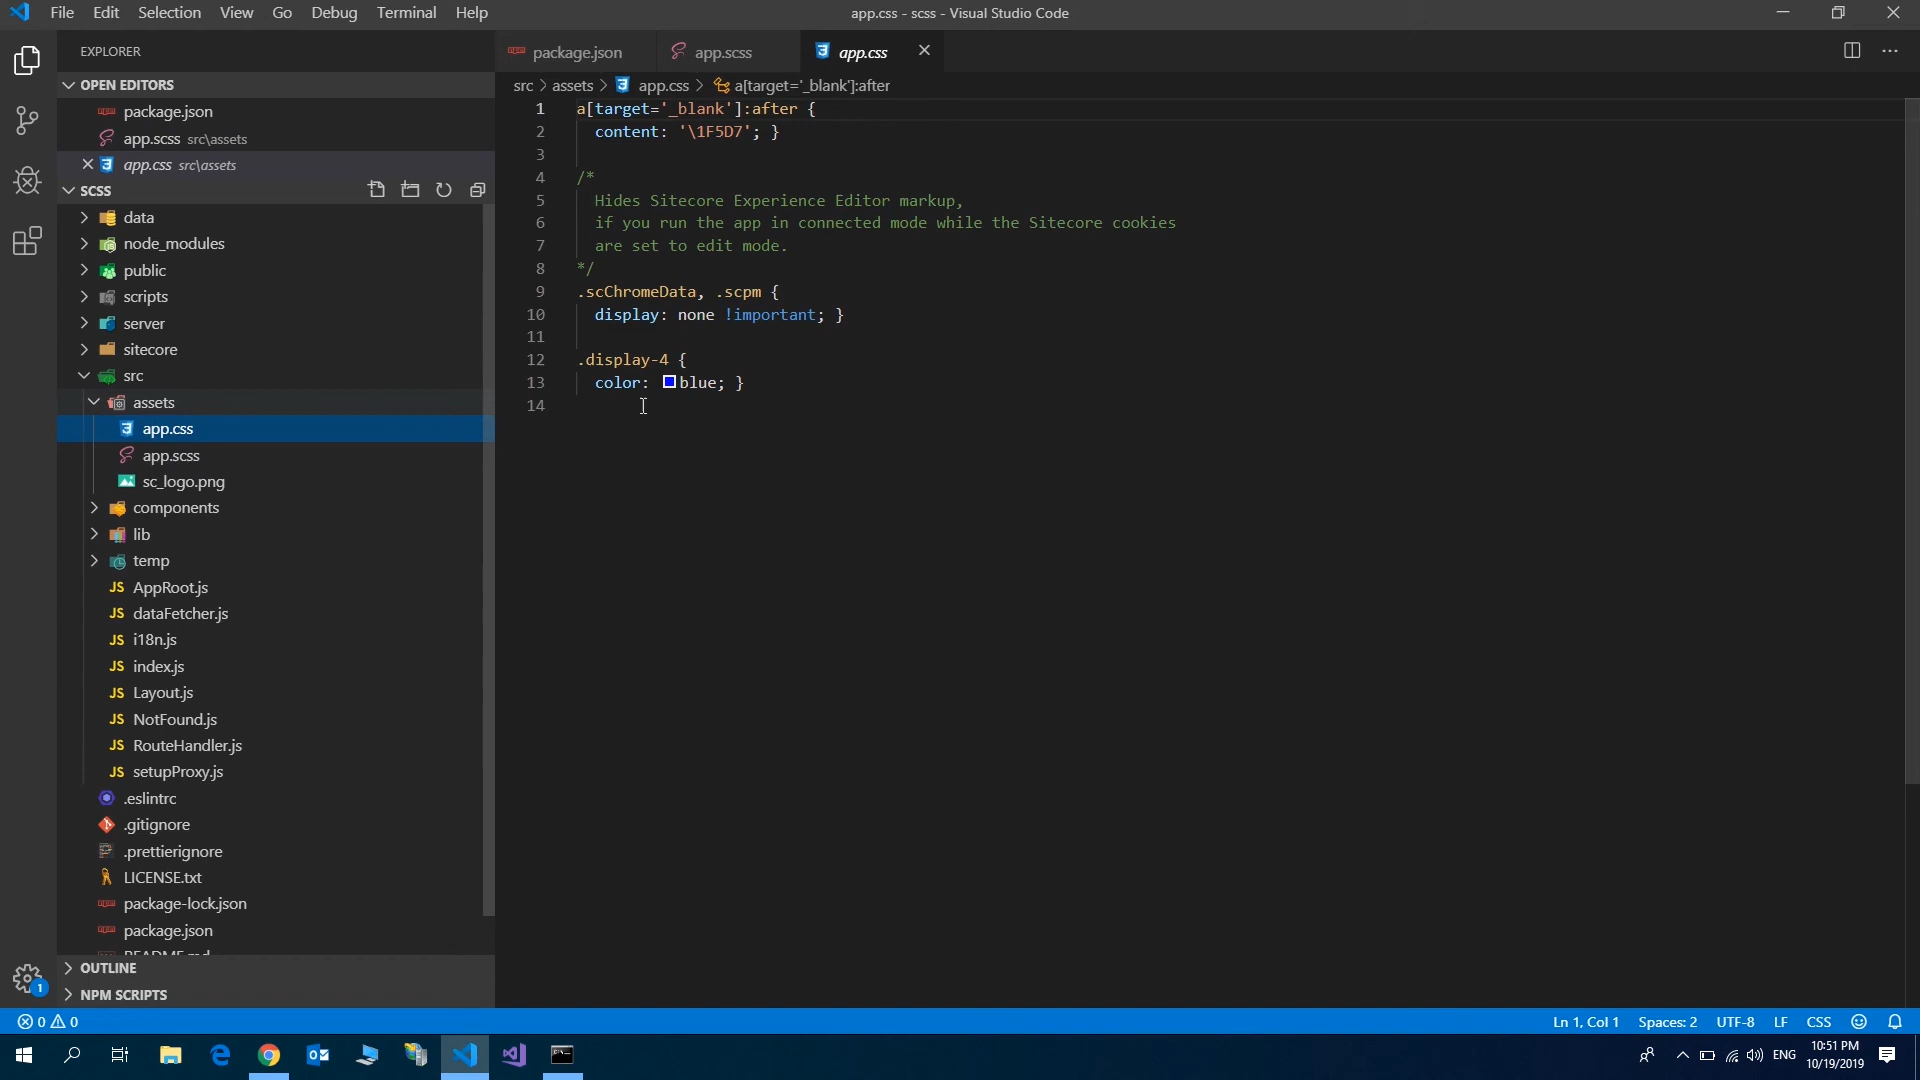 File Edit Selection View Go Debug Terminal Help
app.css - scss - Visual Studio Code
EXPLORER
OPEN EDITORS
package.json
app.scss src\assets
app.css src\assets
SCSS
data
node_modules
public
scripts
server
sitecore
src
assets
app.css
app.scss
sc_logo.png
components
lib
temp
JS AppRoot.js
JS dataFetcher.js
JS i18n.js
JS index.js
JS Layout.js
JS NotFound.js
JS RouteHandler.js
JS setupProxy.js
.eslintrc
.gitignore
.prettierignore
LICENSE.txt
package-lock.json
package.json
README.md
OUTLINE
NPM SCRIPTS
package.json app.scss app.css
src > assets > app.css > a[target='_blank']:after
1 a[target='_blank']:after {
2 content: '\1F5D7'; }
3
4 /*
5 Hides Sitecore Experience Editor markup,
6 if you run the app in connected mode while the Sitecore cookies
7 are set to edit mode.
8 */
9 .scChromeData, .scpm {
10 display: none !important; }
11
12 .display-4 {
13 color: blue; }
14
1
0 0
Ln 1, Col 1 Spaces: 2 UTF-8 LF CSS
ENG
10:51 PM
10/19/2019